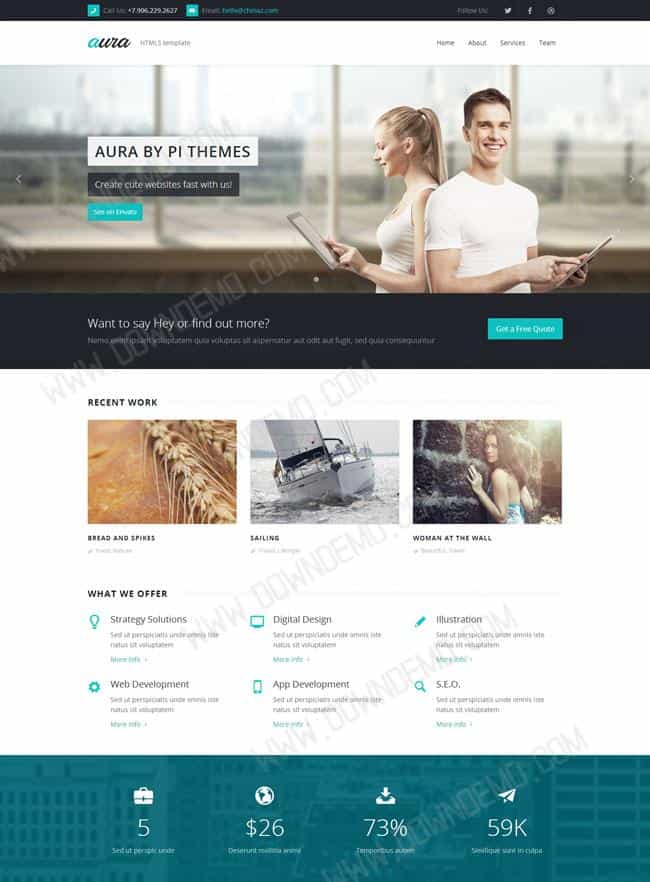 Call Us: +7.996.229.2627 Email: hello@chinaz.com Follow Us:
aura HTML5 template Home About Services Team
AURA BY PI THEMES
Create cute websites fast with us!
See on Envato
Want to say Hey or find out more?
Nemo enim ipsam voluptatem quia voluptas sit aspernatur aut odit aut fugit, sed quia consequuntur
Get a Free Quote
RECENT WORK
BREAD AND SPIKES SAILING WOMAN AT THE WALL
Food, Nature Travel, Lifestyle Beautiful, Travel
WHAT WE OFFER
Strategy Solutions Digital Design Illustration
Sed ut perspiciatis unde omnis iste Sed ut perspiciatis unde omnis iste Sed ut perspiciatis unde omnis iste
natus sit voluptatem natus sit voluptatem natus sit voluptatem
More info More info More info
Web Development App Development S.E.O.
Sed ut perspiciatis unde omnis iste Sed ut perspiciatis unde omnis iste Sed ut perspiciatis unde omnis iste
natus sit voluptatem natus sit voluptatem natus sit voluptatem
More info More info More info
5 $26 73% 59K
Sed ut perspic unde Deserunt mollitia animi Temporibus autem Similique sunt in culpa
WWW.DOWNDEMO.COM